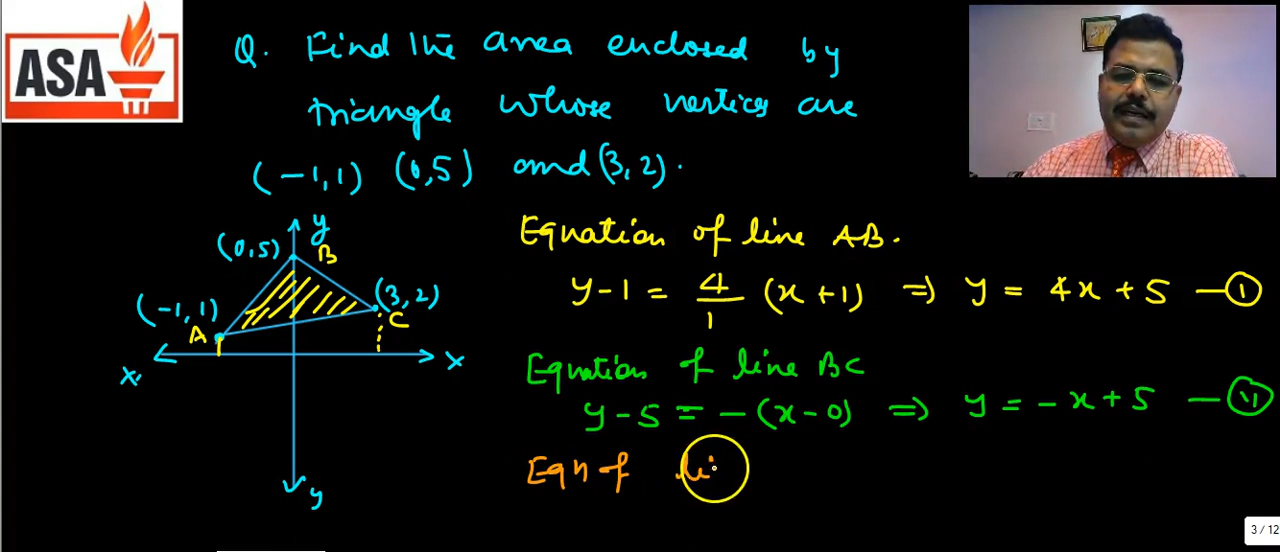 ASA
Q. Find the area enclosed by
triangle whose vertices are
(-1,1) (0,5) and (3,2).
y
(0,5) B
(-1,1) A
(3,2) C
x
x
y
Equation of line AB.
y-1 = 4/1 (x+1) ⇒ y = 4x+5 —①
Equation of line BC
y-5 = -(x-0) ⇒ y = -x+5 —⑪
Eqn of li
3 / 12